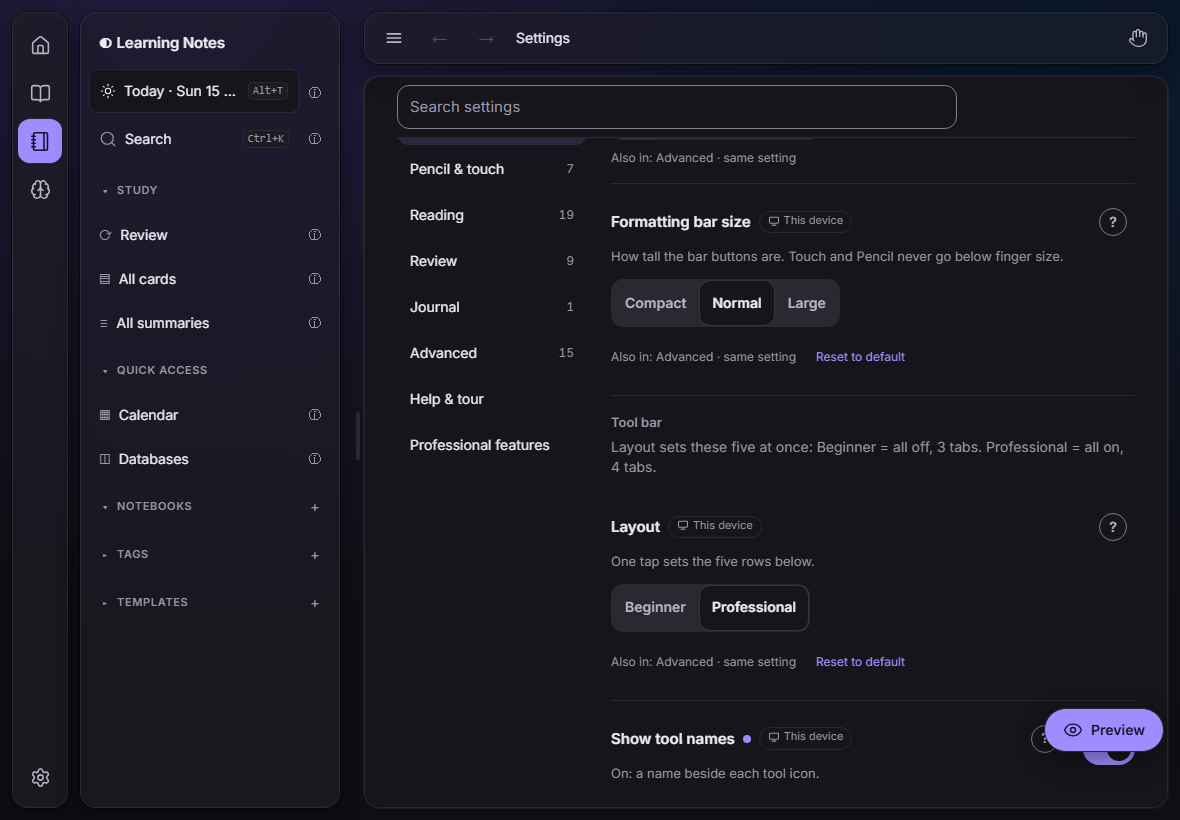 Learning Notes
Today · Sun 15 ... Alt+T
Search Ctrl+K
STUDY
Review
All cards
All summaries
QUICK ACCESS
Calendar
Databases
NOTEBOOKS
TAGS
TEMPLATES
Settings
Search settings
Pencil & touch 7
Reading 19
Review 9
Journal 1
Advanced 15
Help & tour
Professional features
Also in: Advanced · same setting
Formatting bar size This device ?
How tall the bar buttons are. Touch and Pencil never go below finger size.
Compact Normal Large
Also in: Advanced · same setting Reset to default
Tool bar
Layout sets these five at once: Beginner = all off, 3 tabs. Professional = all on,
4 tabs.
Layout This device ?
One tap sets the five rows below.
Beginner Professional
Also in: Advanced · same setting Reset to default
Show tool names This device ?
Preview
On: a name beside each tool icon.